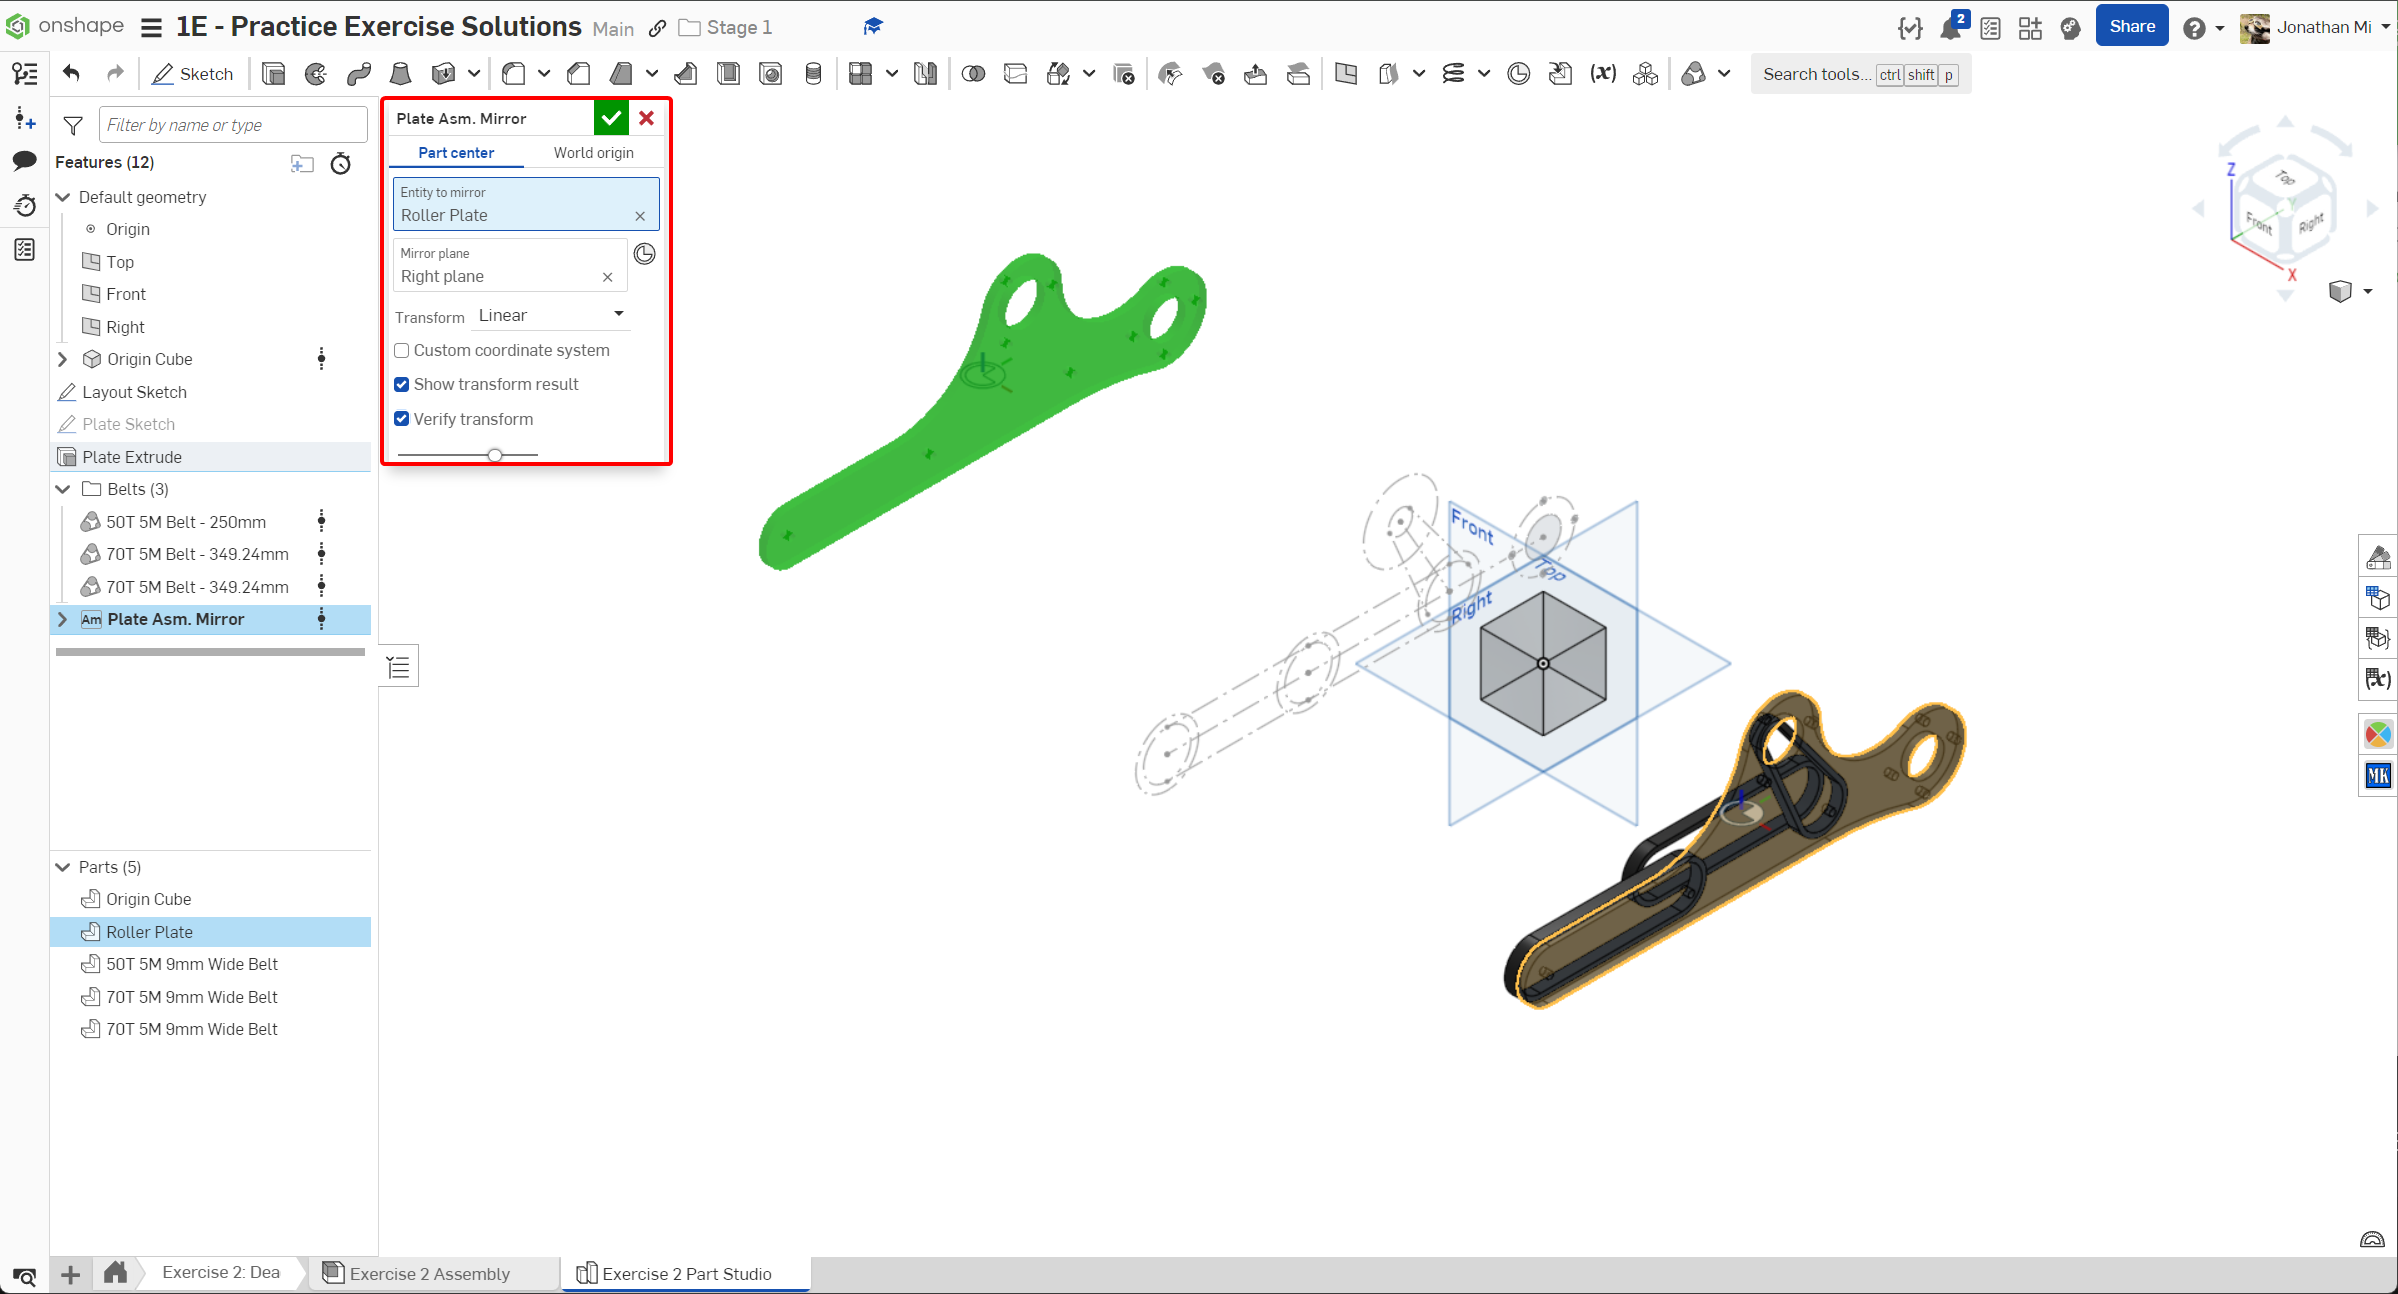 onshape
1E - Practice Exercise Solutions
Main
Stage 1
2
Share
Jonathan Mi
Sketch
Search tools... ctrl shift p
Filter by name or type
Features (12)
Default geometry
Origin
Top
Front
Right
Origin Cube
Layout Sketch
Plate Sketch
Plate Extrude
Belts (3)
50T 5M Belt - 250mm
70T 5M Belt - 349.24mm
70T 5M Belt - 349.24mm
Am Plate Asm. Mirror
Parts (5)
Origin Cube
Roller Plate
50T 5M 9mm Wide Belt
70T 5M 9mm Wide Belt
70T 5M 9mm Wide Belt
Plate Asm. Mirror
Part center
World origin
Entity to mirror
Roller Plate
Mirror plane
Right plane
Transform Linear
Custom coordinate system
Show transform result
Verify transform
Front
Top
Right
Z
Top
Front
Right
X
(x)
(x)
MK
Exercise 2: Dea
Exercise 2 Assembly
Exercise 2 Part Studio